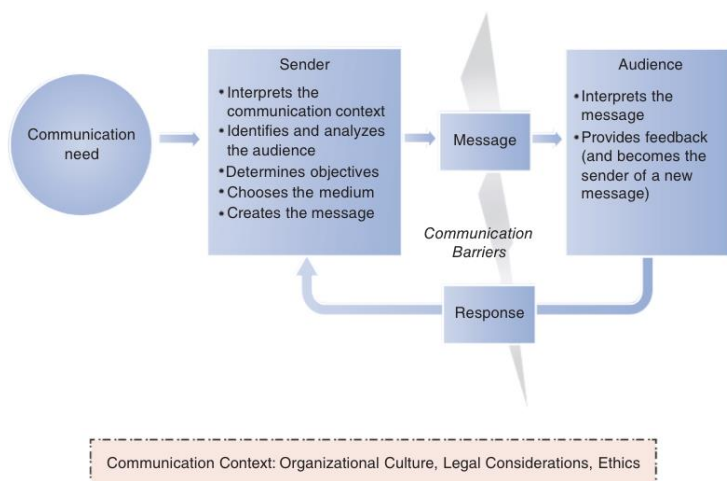 Communication
need
Sender
• Interprets the
communication context
• Identifies and analyzes
the audience
• Determines objectives
• Chooses the medium
• Creates the message
Message
Audience
• Interprets the
message
• Provides feedback
(and becomes the
sender of a new
message)
Communication
Barriers
Response
Communication Context: Organizational Culture, Legal Considerations, Ethics